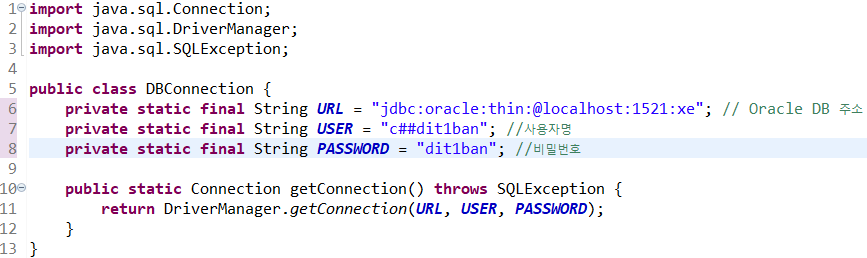 1 import java.sql.Connection;
2 import java.sql.DriverManager;
3 import java.sql.SQLException;
4
5 public class DBConnection {
6     private static final String URL = "jdbc:oracle:thin:@localhost:1521:xe"; // Oracle DB 주소
7     private static final String USER = "c##dit1ban"; //사용자명
8     private static final String PASSWORD = "dit1ban"; //비밀번호
9
10     public static Connection getConnection() throws SQLException {
11         return DriverManager.getConnection(URL, USER, PASSWORD);
12     }
13 }